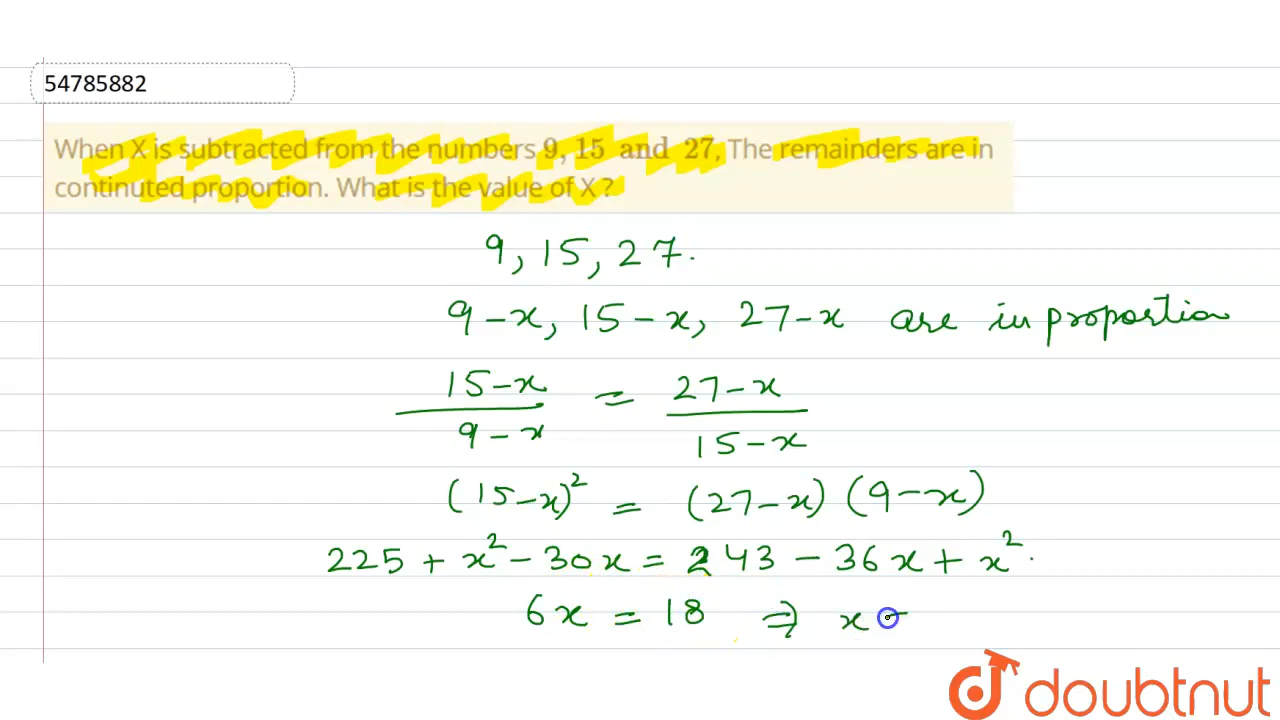 54785882
When X is subtracted from the numbers 9, 15 and 27, The remainders are in
continuted proportion. What is the value of X ?
9, 15, 27.
9-x, 15-x, 27-x are in proportion
15-x/9-x = 27-x/15-x
(15-x)² = (27-x) (9-x)
225 + x² - 30x = 243 - 36x + x².
6x = 18 ⇒ x =
doubtnut